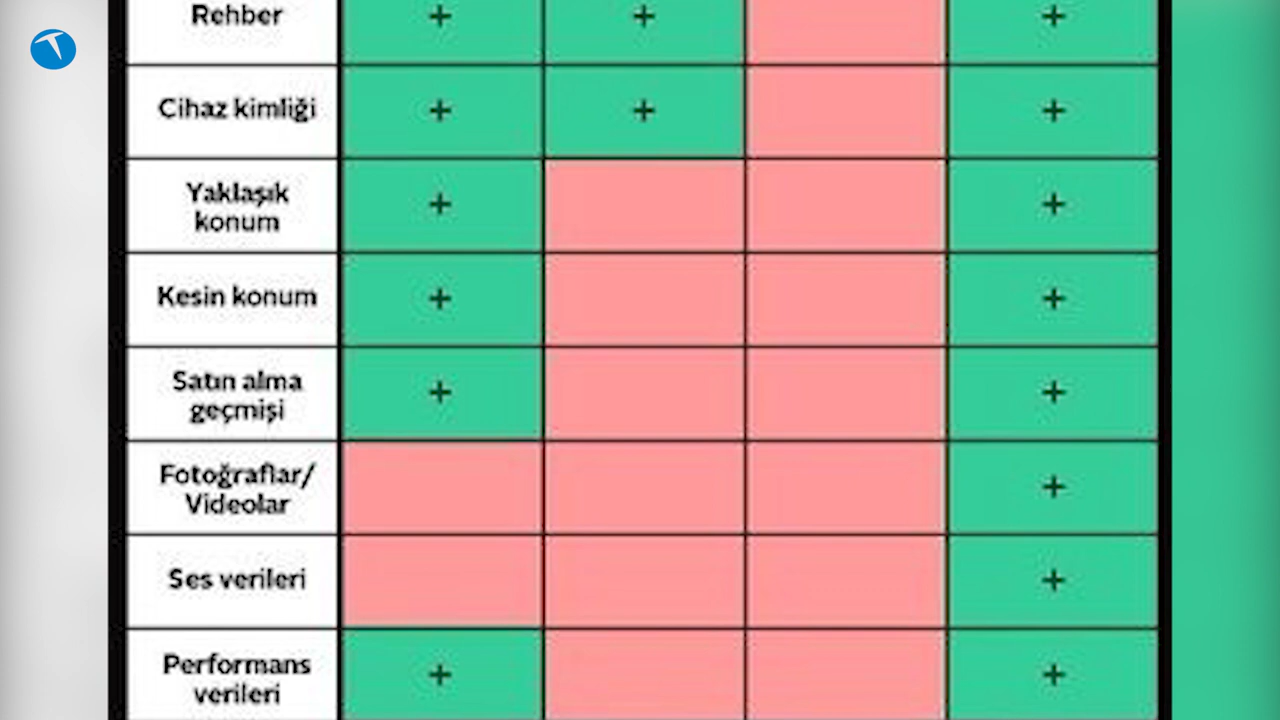 Rehber + + +
Cihaz kimliği + + +
Yaklaşık
konum + +
Kesin konum + +
Satın alma
geçmişi + +
Fotoğraflar/
Videolar +
Ses verileri +
Performans
verileri + +